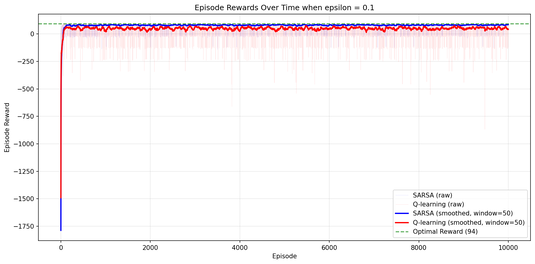 Episode Rewards Over Time when epsilon = 0.1
Episode Reward
0
−250
−500
−750
−1000
−1250
−1500
−1750
0
2000
4000
6000
8000
10000
Episode
SARSA (raw)
Q-learning (raw)
SARSA (smoothed, window=50)
Q-learning (smoothed, window=50)
Optimal Reward (94)